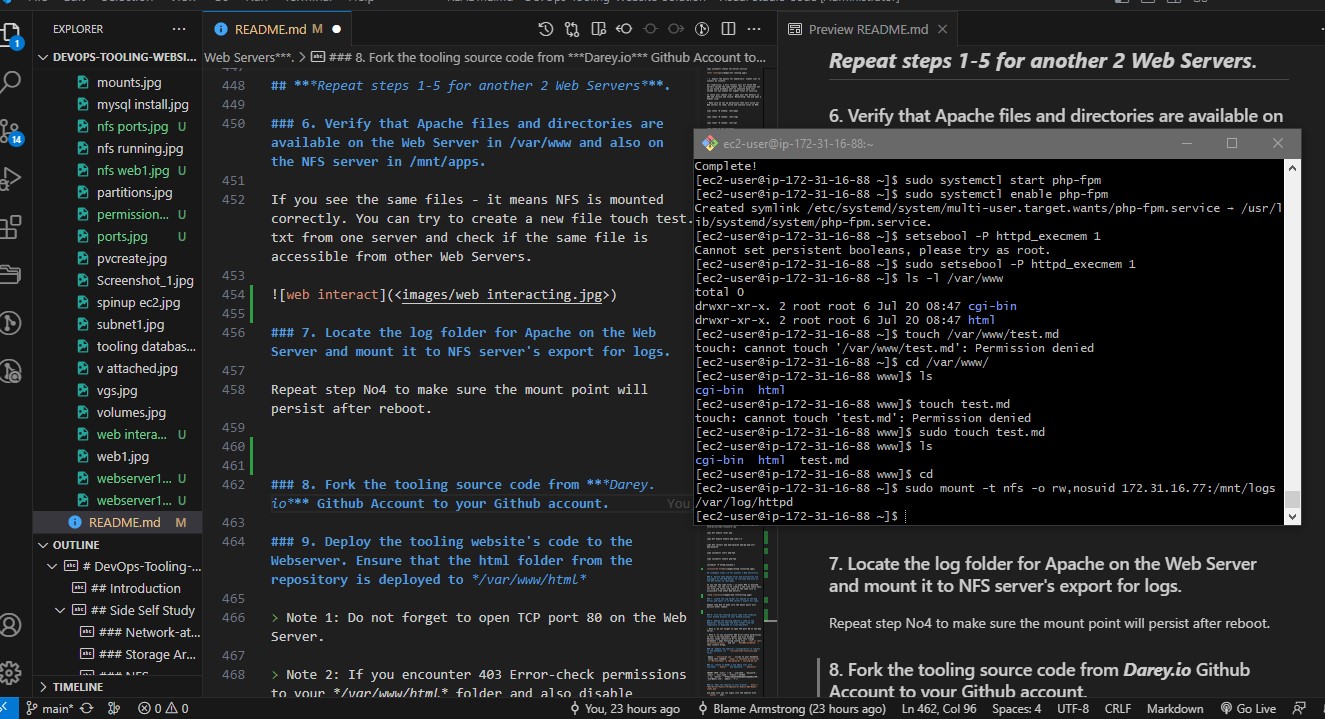 EXPLORER
DEVOPS-TOOLING-WEBSI...
mounts.jpg
mysql install.jpg
nfs ports.jpg U
nfs running.jpg
nfs web1.jpg U
partitions.jpg
permission... U
ports.jpg U
pvcreate.jpg
Screenshot_1.jpg
spinup ec2.jpg
subnet1.jpg
tooling databas...
v attached.jpg
vgs.jpg
volumes.jpg
web intera... U
web1.jpg
webserver1... U
webserver1... U
README.md M
OUTLINE
# DevOps-Tooling-...
## Introduction
## Side Self Study
### Network-at...
### Storage Ar...
TIMELINE
1
14
README.md M
Web Servers***. > ### 8. Fork the tooling source code from ***Darey.io*** Github Account to...
448 ## ***Repeat steps 1-5 for another 2 Web Servers***.
449
450 ### 6. Verify that Apache files and directories are
available on the Web Server in /var/www and also on
the NFS server in /mnt/apps.
451
452 If you see the same files - it means NFS is mounted
correctly. You can try to create a new file touch test.
txt from one server and check if the same file is
accessible from other Web Servers.
453
454 ![web interact](<images/web interacting.jpg>)
455
456 ### 7. Locate the log folder for Apache on the Web
Server and mount it to NFS server's export for logs.
457
458 Repeat step No4 to make sure the mount point will
persist after reboot.
459
460
461
462 ### 8. Fork the tooling source code from ***Darey.
io*** Github Account to your Github account. You
463
464 ### 9. Deploy the tooling website's code to the
Webserver. Ensure that the html folder from the
repository is deployed to */var/www/html*
465
466 > Note 1: Do not forget to open TCP port 80 on the Web
Server.
467
468 > Note 2: If you encounter 403 Error-check permissions
to your */var/www/html* folder and also disable
Preview README.md
Repeat steps 1-5 for another 2 Web Servers.
6. Verify that Apache files and directories are available on
ec2-user@ip-172-31-16-88:~
Complete!
[ec2-user@ip-172-31-16-88 ~]$ sudo systemctl start php-fpm
[ec2-user@ip-172-31-16-88 ~]$ sudo systemctl enable php-fpm
Created symlink /etc/systemd/system/multi-user.target.wants/php-fpm.service → /usr/l
ib/systemd/system/php-fpm.service.
[ec2-user@ip-172-31-16-88 ~]$ setsebool -P httpd_execmem 1
Cannot set persistent booleans, please try as root.
[ec2-user@ip-172-31-16-88 ~]$ sudo setsebool -P httpd_execmem 1
[ec2-user@ip-172-31-16-88 ~]$ ls -l /var/www
total 0
drwxr-xr-x. 2 root root 6 Jul 20 08:47 cgi-bin
drwxr-xr-x. 2 root root 6 Jul 20 08:47 html
[ec2-user@ip-172-31-16-88 ~]$ touch /var/www/test.md
touch: cannot touch '/var/www/test.md': Permission denied
[ec2-user@ip-172-31-16-88 ~]$ cd /var/www/
[ec2-user@ip-172-31-16-88 www]$ ls
cgi-bin html
[ec2-user@ip-172-31-16-88 www]$ touch test.md
touch: cannot touch 'test.md': Permission denied
[ec2-user@ip-172-31-16-88 www]$ sudo touch test.md
[ec2-user@ip-172-31-16-88 www]$ ls
cgi-bin html test.md
[ec2-user@ip-172-31-16-88 www]$ cd
[ec2-user@ip-172-31-16-88 ~]$ sudo mount -t nfs -o rw,nosuid 172.31.16.77:/mnt/logs
/var/log/httpd
[ec2-user@ip-172-31-16-88 ~]$
7. Locate the log folder for Apache on the Web Server
and mount it to NFS server's export for logs.
Repeat step No4 to make sure the mount point will persist after reboot.
8. Fork the tooling source code from Darey.io Github
Account to your Github account.
main* 0 0 You, 23 hours ago Blame Armstrong (23 hours ago) Ln 462, Col 96 Spaces: 4 UTF-8 CRLF Markdown Go Live